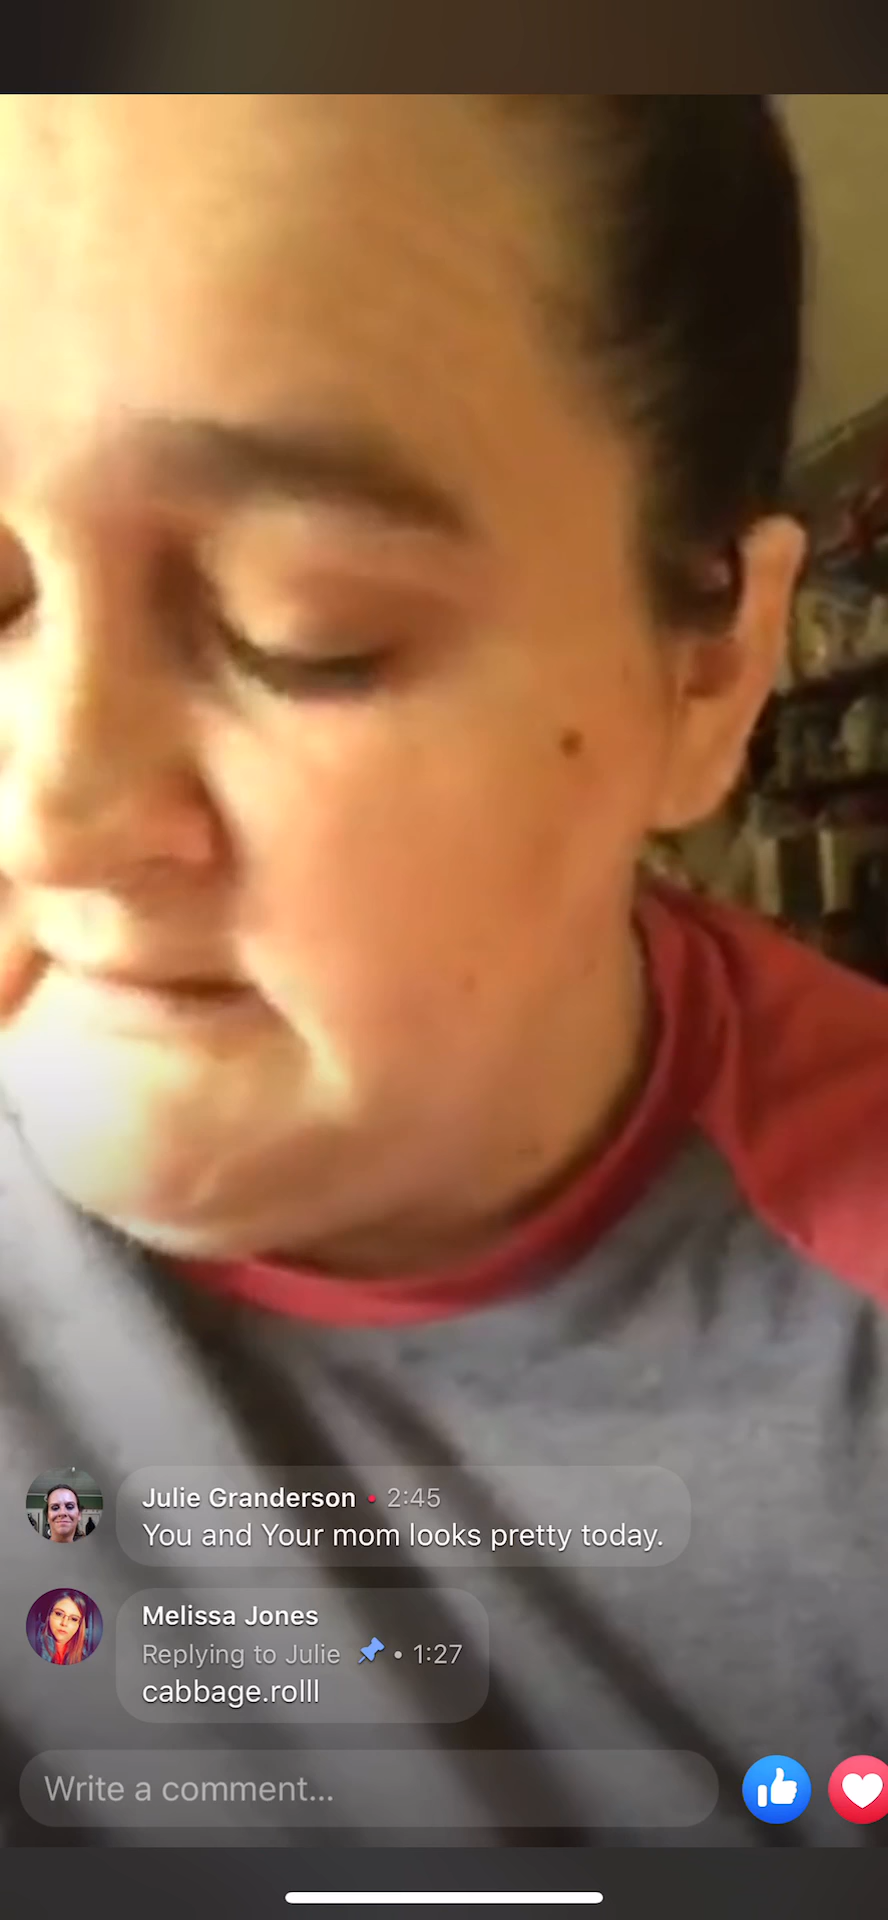 Julie Granderson • 2:45
You and Your mom looks pretty today.
Melissa Jones
Replying to Julie 📌 • 1:27
cabbage.rolll
Write a comment...